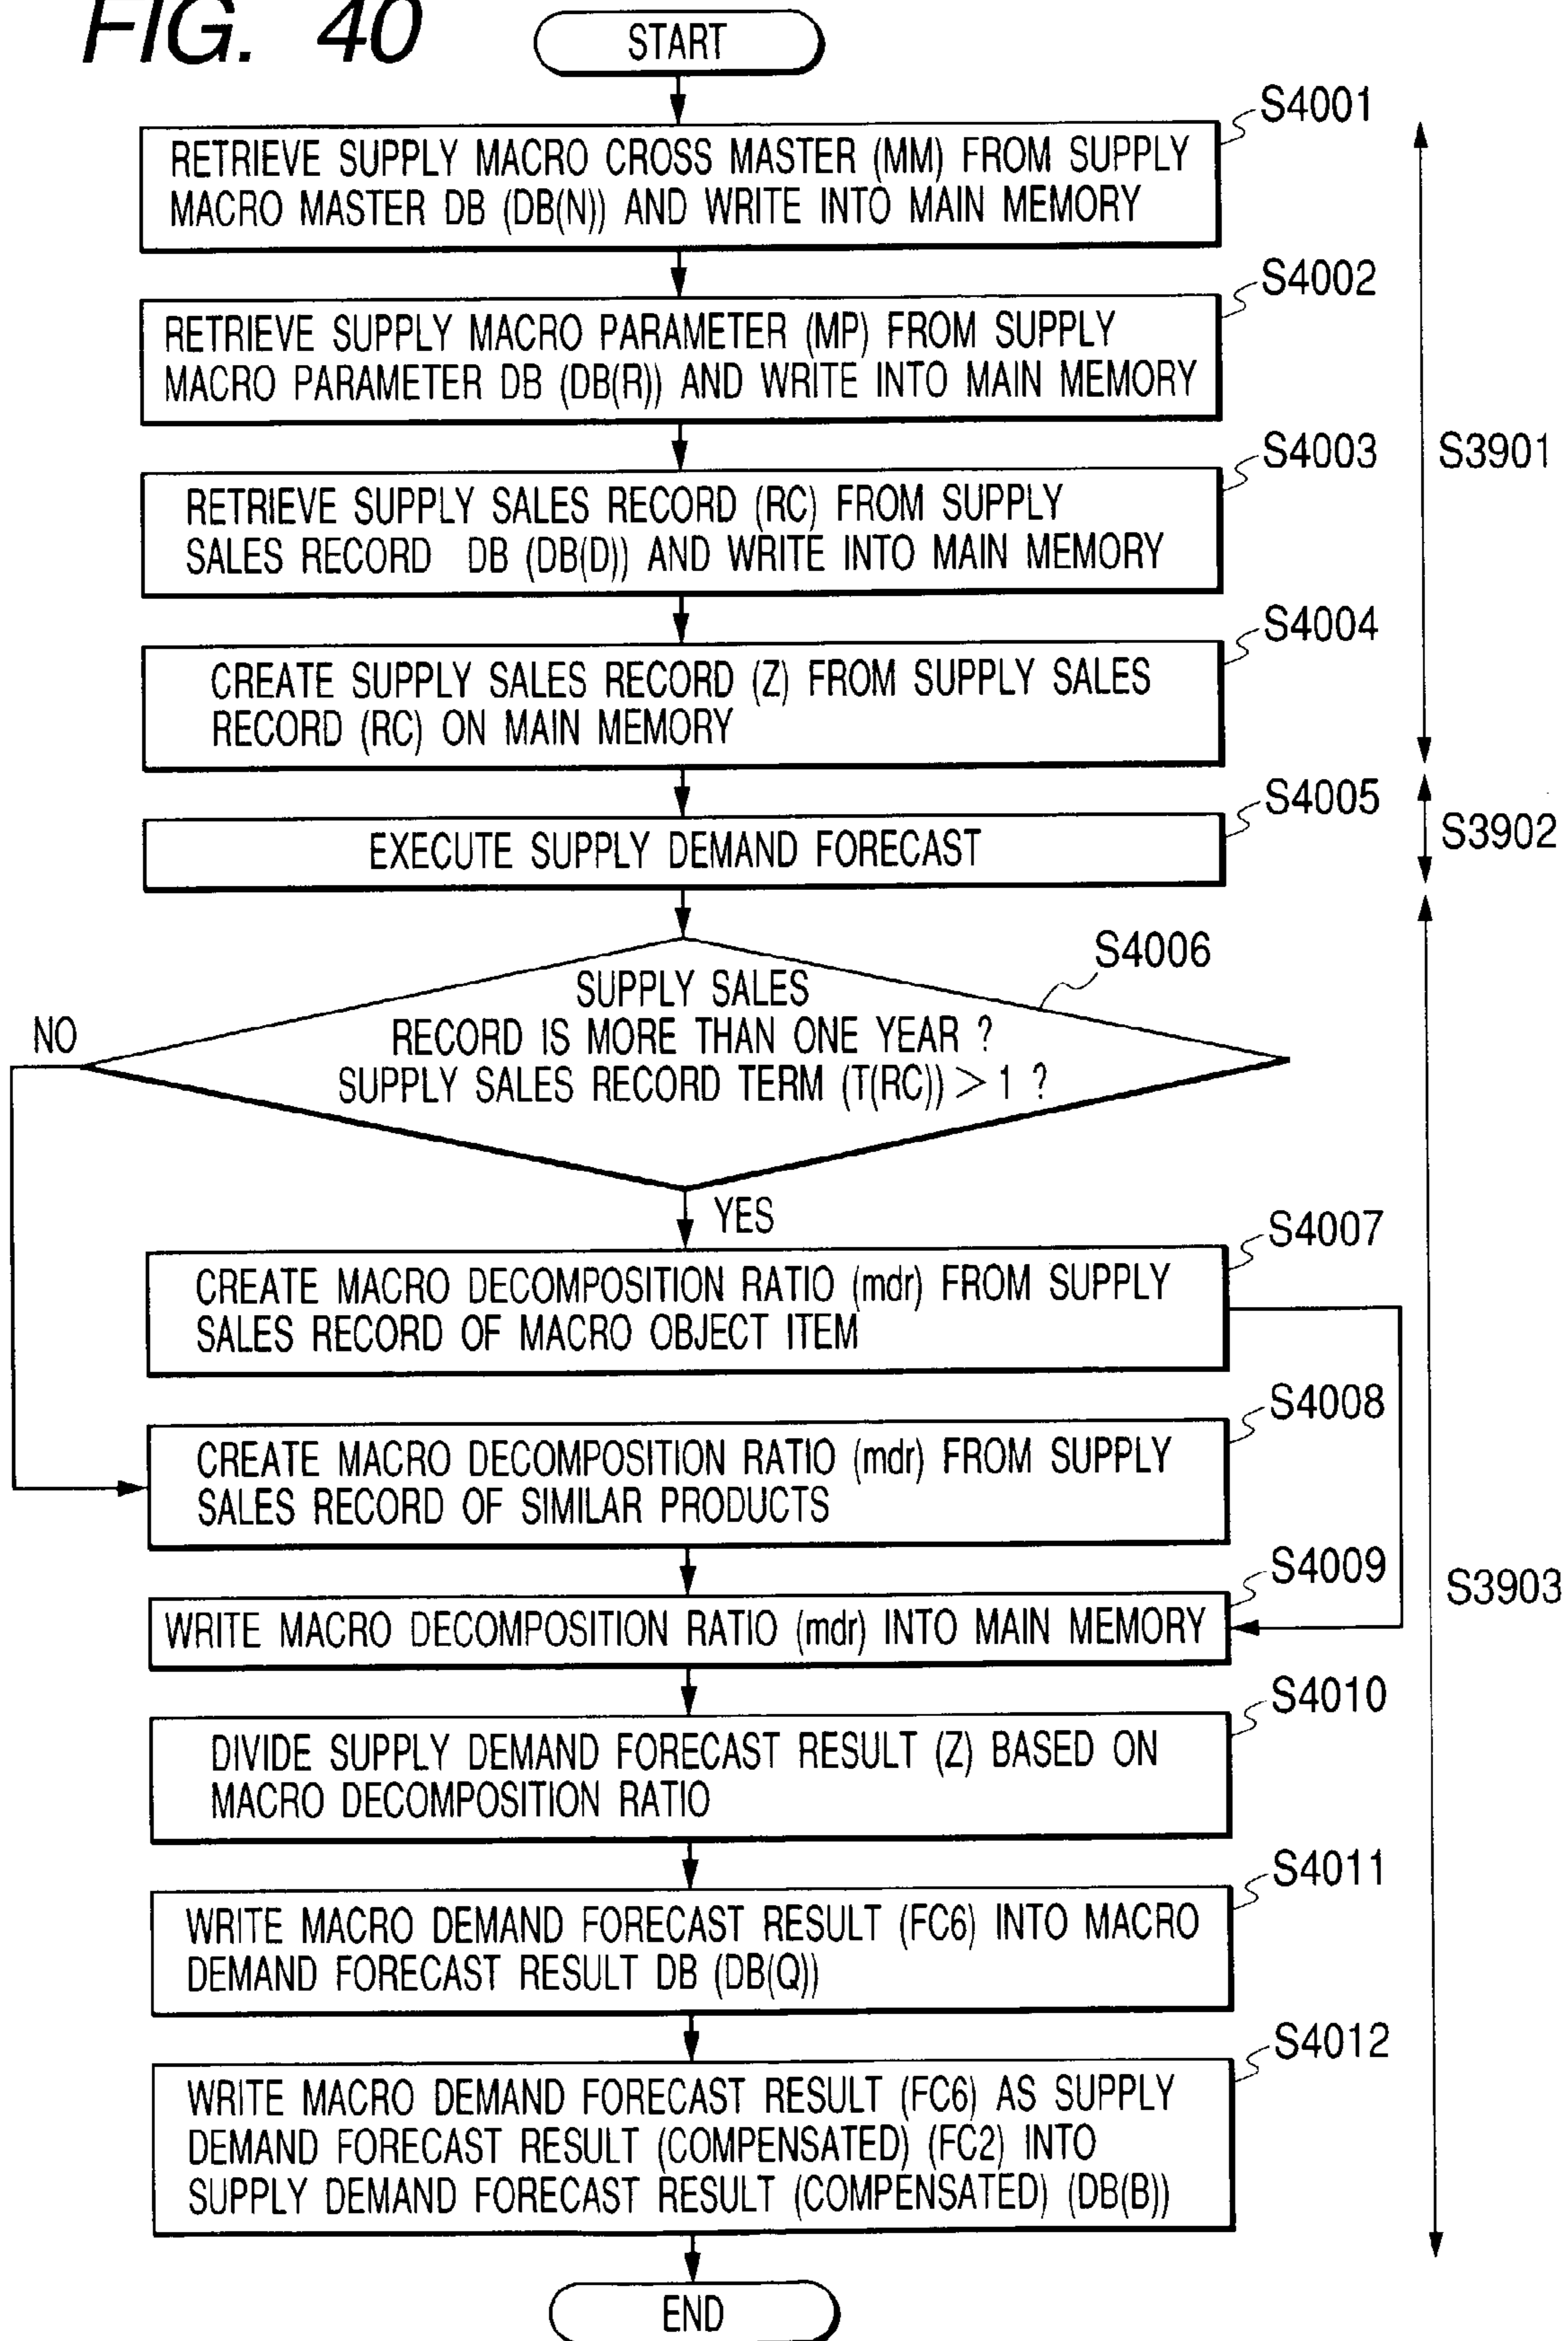 FIG. 40
START
S4001
RETRIEVE SUPPLY MACRO CROSS MASTER (MM) FROM SUPPLY
MACRO MASTER DB (DB(N)) AND WRITE INTO MAIN MEMORY
S4002
RETRIEVE SUPPLY MACRO PARAMETER (MP) FROM SUPPLY
MACRO PARAMETER DB (DB(R)) AND WRITE INTO MAIN MEMORY
S4003
S3901
RETRIEVE SUPPLY SALES RECORD (RC) FROM SUPPLY
SALES RECORD DB (DB(D)) AND WRITE INTO MAIN MEMORY
S4004
CREATE SUPPLY SALES RECORD (Z) FROM SUPPLY SALES
RECORD (RC) ON MAIN MEMORY
S4005
S3902
EXECUTE SUPPLY DEMAND FORECAST
S4006
SUPPLY SALES
RECORD IS MORE THAN ONE YEAR ?
SUPPLY SALES RECORD TERM (T(RC)) > 1 ?
NO
YES
S4007
CREATE MACRO DECOMPOSITION RATIO (mdr) FROM SUPPLY
SALES RECORD OF MACRO OBJECT ITEM
S4008
CREATE MACRO DECOMPOSITION RATIO (mdr) FROM SUPPLY
SALES RECORD OF SIMILAR PRODUCTS
S4009
S3903
WRITE MACRO DECOMPOSITION RATIO (mdr) INTO MAIN MEMORY
S4010
DIVIDE SUPPLY DEMAND FORECAST RESULT (Z) BASED ON
MACRO DECOMPOSITION RATIO
S4011
WRITE MACRO DEMAND FORECAST RESULT (FC6) INTO MACRO
DEMAND FORECAST RESULT DB (DB(Q))
S4012
WRITE MACRO DEMAND FORECAST RESULT (FC6) AS SUPPLY
DEMAND FORECAST RESULT (COMPENSATED) (FC2) INTO
SUPPLY DEMAND FORECAST RESULT (COMPENSATED) (DB(B))
END